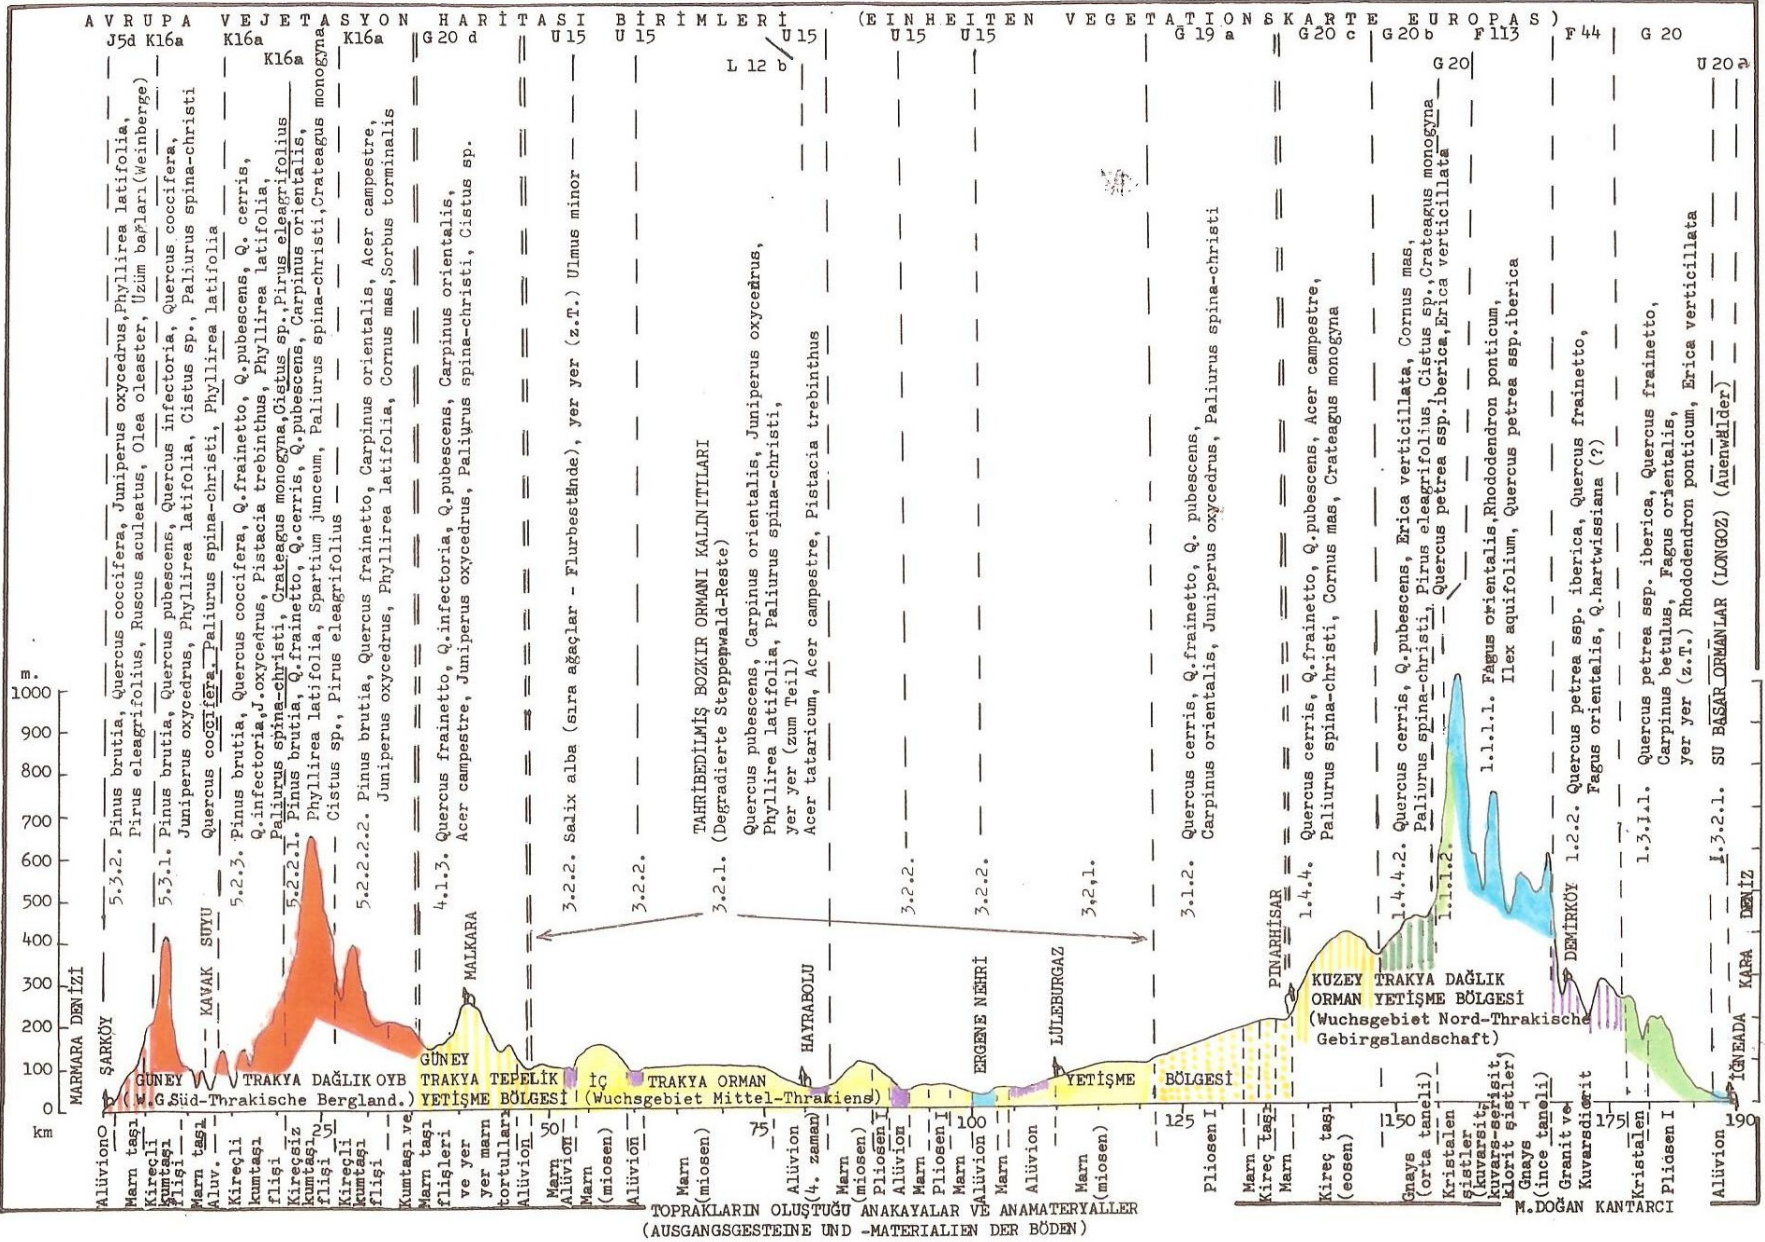 AVRUPA VEJETASYON HARİTASI BİRİMLERİ (EINHEITEN VEGETATIONSKARTE EUROPAS)
J5d K16a K16a K16a K16a G 20 d U 15 U 15 L 12 b U 15 U 15 U 15 G 19 a G 20 c G 20 b G 20 F 113 F 44 G 20 U 20 a
5.3.2. Pinus brutia, Quercus coccifera, Juniperus oxycedrus, Phyllirea latifolia,
Pirus eleagrifolius, Ruscus aculeatus, Olea oleaster, Üzüm bağları (Weinberge)
5.3.1. Pinus brutia, Quercus pubescens, Quercus infectoria, Quercus coccifera,
Juniperus oxycedrus, Phyllirea latifolia, Cistus sp., Paliurus spina-christi
Quercus coccifera, Paliurus spina-christi, Phyllirea latifolia
5.2.3. Pinus brutia, Quercus coccifera, Q.frainetto, Q.pubescens, Q. cerris,
Q.infectoria, J.oxycedrus, Pistacia trebinthus, Phyllirea latifolia,
Paliurus spina-christi, Crataegus monogyna, Cistus sp., Pirus eleagrifolius
5.2.2.1. Pinus brutia, Q.frainetto, Q.cerris, Q.pubescens, Carpinus orientalis,
Phyllirea latifolia, Spartium junceum, Paliurus spina-christi, Crateagus monogyna
Cistus sp., Pirus eleagrifolius
5.2.2.2.2. Pinus brutia, Quercus frainetto, Carpinus orientalis, Acer campestre,
Juniperus oxycedrus, Phyllirea latifolia, Cornus mas, Sorbus torminalis
4.1.3. Quercus frainetto, Q.infectoria, Q.pubescens, Carpinus orientalis,
Acer campestre, Juniperus oxycedrus, Paliurus spina-christi, Cistus sp.
3.2.2. Salix alba (sıra ağaçlar - Flurbestände), yer yer (z.T.) Ulmus minor
3.2.2.
TAHRİBEDİLMİŞ BOZKIR ORMANI KALINTILARI
3.2.1. (Degradierte Steppenwald-Reste)
Quercus pubescens, Carpinus orientalis, Juniperus oxycedrus,
Phyllirea latifolia, Paliurus spina-christi,
yer yer (zum Teil)
Acer tataricum, Acer campestre, Pistacia trebinthus
3.2.2.
3.2.2.
3.2.1.
3.1.2. Quercus cerris, Q.frainetto, Q. pubescens,
Carpinus orientalis, Juniperus oxycedrus, Paliurus spina-christi
1.4.4. Quercus cerris, Q.frainetto, Q.pubescens, Acer campestre,
Paliurus spina-christi, Cornus mas, Crateagus monogyna
1.4.4.2. Quercus cerris, Q.pubescens, Erica verticillata, Cornus mas,
Paliurus spina-christi, Pirus eleagrifolius, Cistus sp., Crateagus monogyna
1.1.1.2. Quercus petrea ssp.iberica, Erica verticillata
1.1.1.1. Fagus orientalis, Rhododendron ponticum,
Ilex aquifolium, Quercus petrea ssp.iberica
1.2.2. Quercus petrea ssp. iberica, Quercus frainetto,
Fagus orientalis, Q.hartwissiana (?)
1.3.1.1. Quercus petrea ssp. iberica, Quercus frainetto,
Carpinus betulus, Fagus orientalis,
yer yer (z.T.) Rhododendron ponticum, Erica verticillata
1.3.2.1. SU BASAR ORMANLAR (LONGOZ) (Auenwälder)
m.
1000
900
800
700
600
500
400
300
200
100
0
km 25 50 75 100 125 150 175 190
MARMARA DENİZİ
ŞARKÖY
KAVAK SUYU
MALKARA
HAYRABOLU
ERGENE NEHRİ
LÜLEBURGAZ
PINARHİSAR
DEMİRKÖY
İĞNEADA
KARA DENİZ
GÜNEY TRAKYA DAĞLIK OYB
(W.G.Süd-Thrakische Bergland.)
GÜNEY
TRAKYA TEPELİK
YETİŞME BÖLGESİ
İÇ TRAKYA ORMAN YETİŞME BÖLGESİ
(Wuchsgebiet Mittel-Thrakiens)
KUZEY TRAKYA DAĞLIK
ORMAN YETİŞME BÖLGESİ
(Wuchsgebiet Nord-Thrakische
Gebirgslandschaft)
Alüvion
Marn taşı
Kireçli kumtaşı flişi
Marn taşı
Aluv.
Kireçli kumtaşı flişi
Kireçsiz kumtaşı flişi
Kireçli kumtaşı flişi
Kumtaşı ve
Marn taşı flişleri ve yer yer marn tortulları
Alüvion
Marn
Alüvion
Marn (miosen)
Alüvion
Marn (miosen)
Alüvion (4. zaman)
Marn (miosen)
Pliosen I
Alüvion
Marn
Pliosen I
Marn
Alüvion
Marn
Alüvion
Marn (miosen)
Pliosen I
Marn
Kireç taşı
Marn
Kireç taşı (eosen)
Gnays (orta taneli)
Kristalen şistler (kuvarsit, kuvars-serisit klorit şistler)
Gnays (ince taneli)
Granit ve Kuvarsdiorit
Kristalen
Pliosen I
Alüvion
TOPRAKLARIN OLUŞTUĞU ANAKAYALAR VE ANAMATERYALLER
(AUSGANGSGESTEINE UND -MATERIALIEN DER BÖDEN)
M.DOĞAN KANTARCI